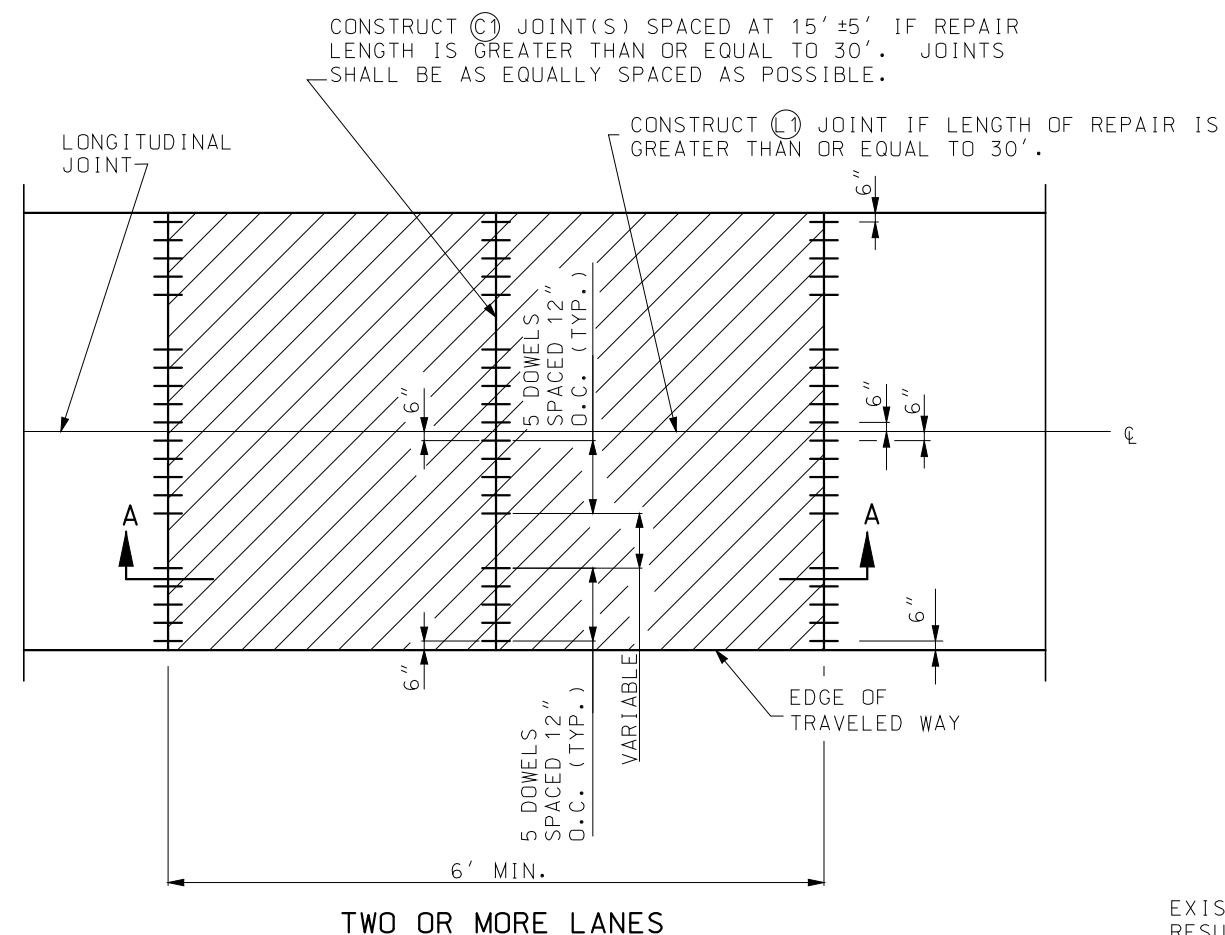 CONSTRUCT C1 JOINT(S) SPACED AT 15' ±5' IF REPAIR
LENGTH IS GREATER THAN OR EQUAL TO 30'. JOINTS
SHALL BE AS EQUALLY SPACED AS POSSIBLE.
CONSTRUCT L1 JOINT IF LENGTH OF REPAIR IS
GREATER THAN OR EQUAL TO 30'.
LONGITUDINAL
JOINT
6"
5 DOWELS
SPACED 12"
O.C. (TYP.)
6"
6"
6"
℄
A
A
6"
6"
VARIABLE
EDGE OF
TRAVELED WAY
5 DOWELS
SPACED 12"
O.C. (TYP.)
6' MIN.
TWO OR MORE LANES
EXIS